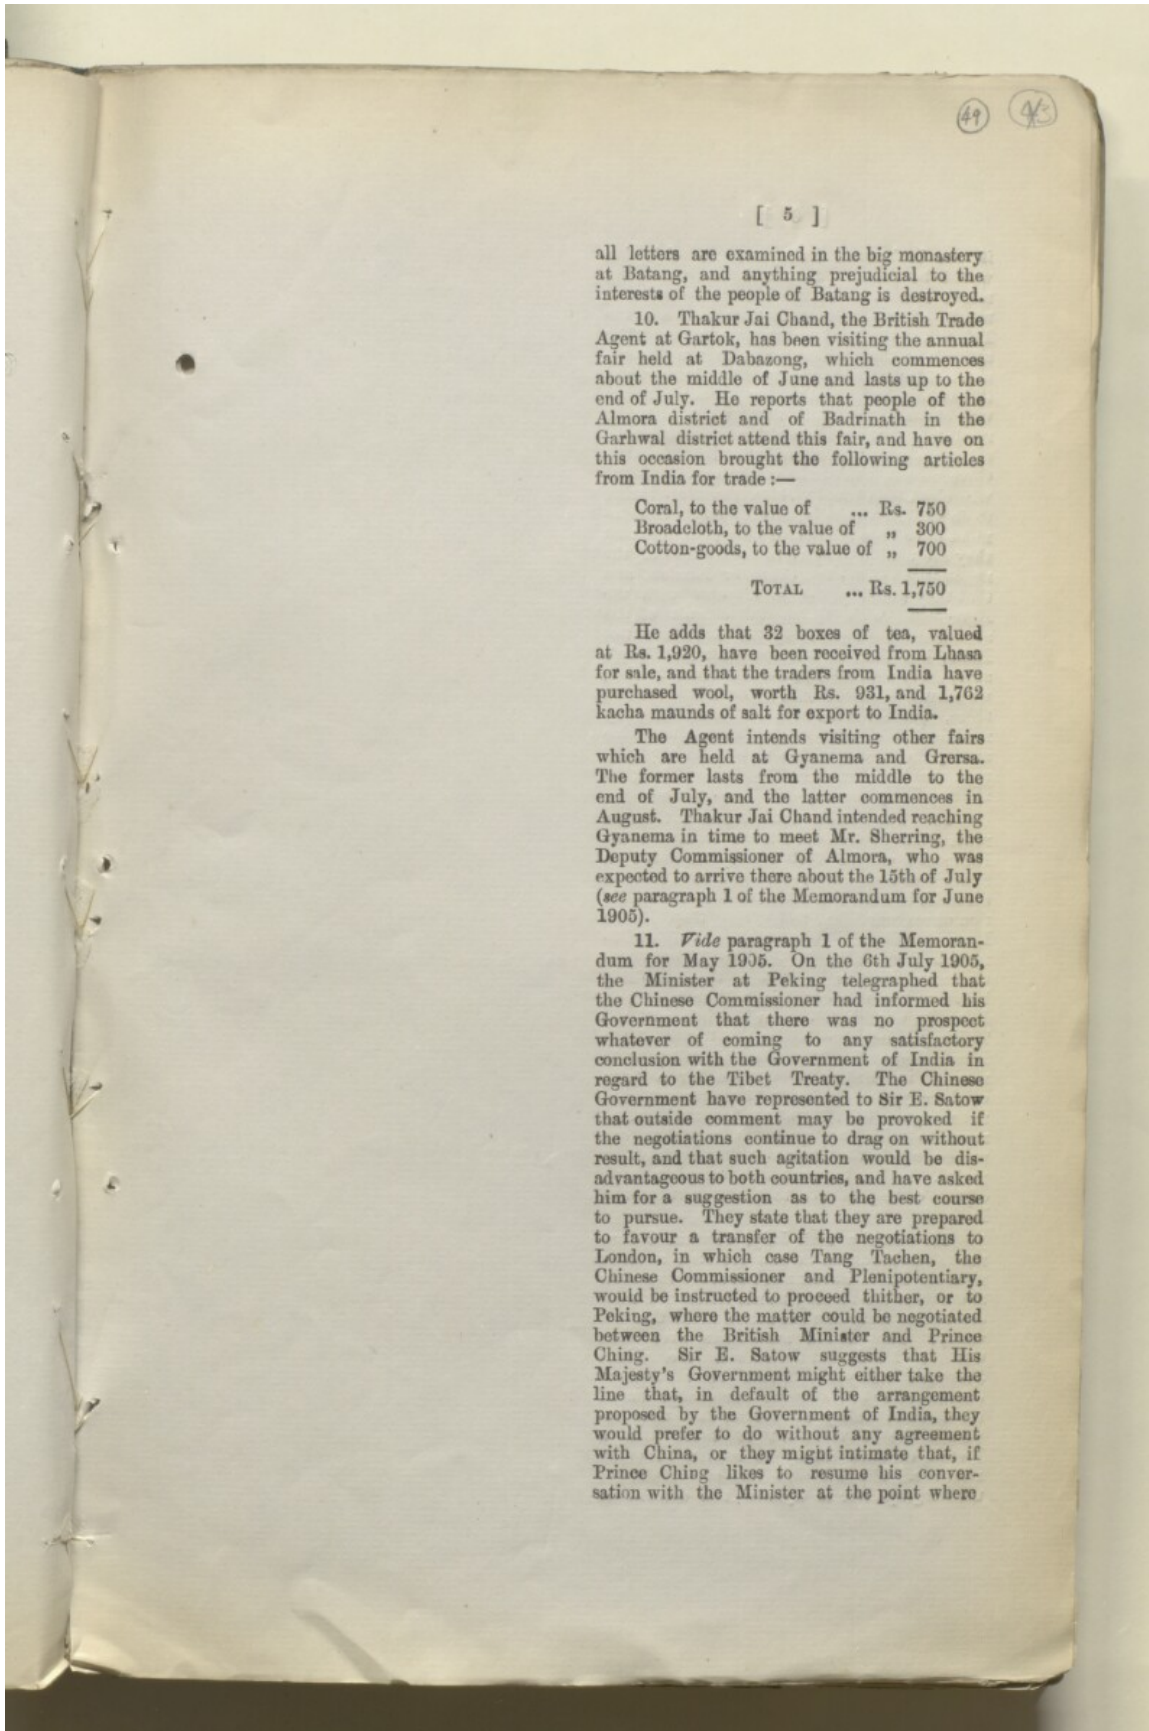 49 43
[ 5 ]
all letters are examined in the big monastery
at Batang, and anything prejudicial to the
interests of the people of Batang is destroyed.
10. Thakur Jai Chand, the British Trade
Agent at Gartok, has been visiting the annual
fair held at Dabazong, which commences
about the middle of June and lasts up to the
end of July. He reports that people of the
Almora district and of Badrinath in the
Garhwal district attend this fair, and have on
this occasion brought the following articles
from India for trade :—
Coral, to the value of ... Rs. 750
Broadcloth, to the value of „ 300
Cotton-goods, to the value of „ 700
TOTAL ... Rs. 1,750
He adds that 32 boxes of tea, valued
at Rs. 1,920, have been received from Lhasa
for sale, and that the traders from India have
purchased wool, worth Rs. 931, and 1,762
kacha maunds of salt for export to India.
The Agent intends visiting other fairs
which are held at Gyanema and Grersa.
The former lasts from the middle to the
end of July, and the latter commences in
August. Thakur Jai Chand intended reaching
Gyanema in time to meet Mr. Sherring, the
Deputy Commissioner of Almora, who was
expected to arrive there about the 15th of July
(see paragraph 1 of the Memorandum for June
1905).
11. Vide paragraph 1 of the Memoran-
dum for May 1905. On the 6th July 1905,
the Minister at Peking telegraphed that
the Chinese Commissioner had informed his
Government that there was no prospect
whatever of coming to any satisfactory
conclusion with the Government of India in
regard to the Tibet Treaty. The Chinese
Government have represented to Sir E. Satow
that outside comment may be provoked if
the negotiations continue to drag on without
result, and that such agitation would be dis-
advantageous to both countries, and have asked
him for a suggestion as to the best course
to pursue. They state that they are prepared
to favour a transfer of the negotiations to
London, in which case Tang Tachen, the
Chinese Commissioner and Plenipotentiary,
would be instructed to proceed thither, or to
Peking, where the matter could be negotiated
between the British Minister and Prince
Ching. Sir E. Satow suggests that His
Majesty's Government might either take the
line that, in default of the arrangement
proposed by the Government of India, they
would prefer to do without any agreement
with China, or they might intimate that, if
Prince Ching likes to resume his conver-
sation with the Minister at the point where